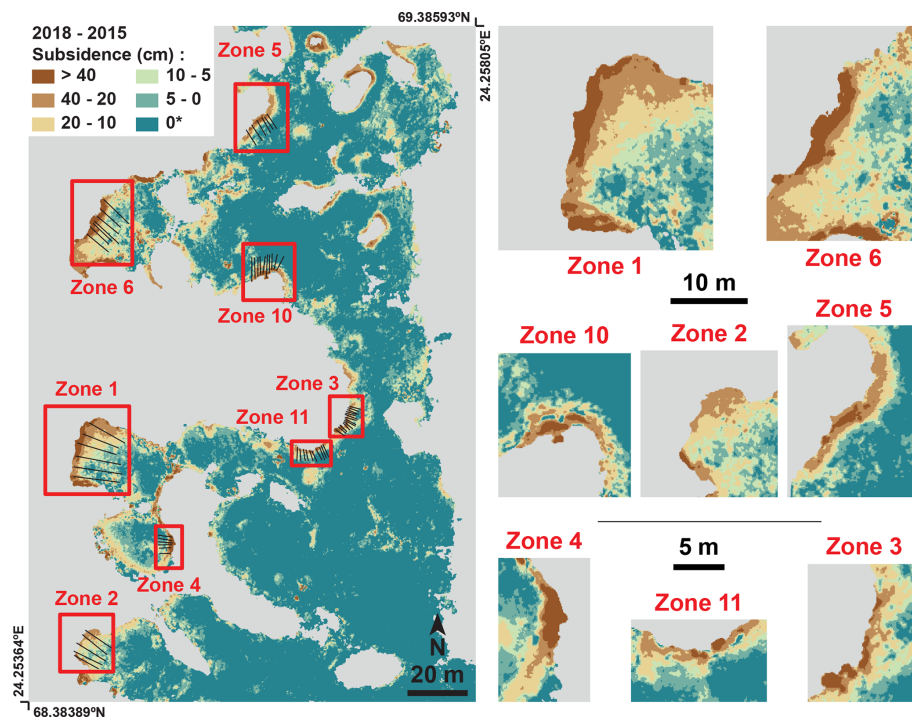 69.38593ºN
24.25805ºE
2018 - 2015
Subsidence (cm) :
> 40
10 - 5
40 - 20
5 - 0
20 - 10
0*
Zone 5
Zone 6
Zone 10
Zone 3
Zone 1
Zone 11
Zone 4
Zone 2
N
20 m
24.25364ºE
68.38389ºN
Zone 1
Zone 6
10 m
Zone 5
Zone 10
Zone 2
Zone 4
5 m
Zone 3
Zone 11